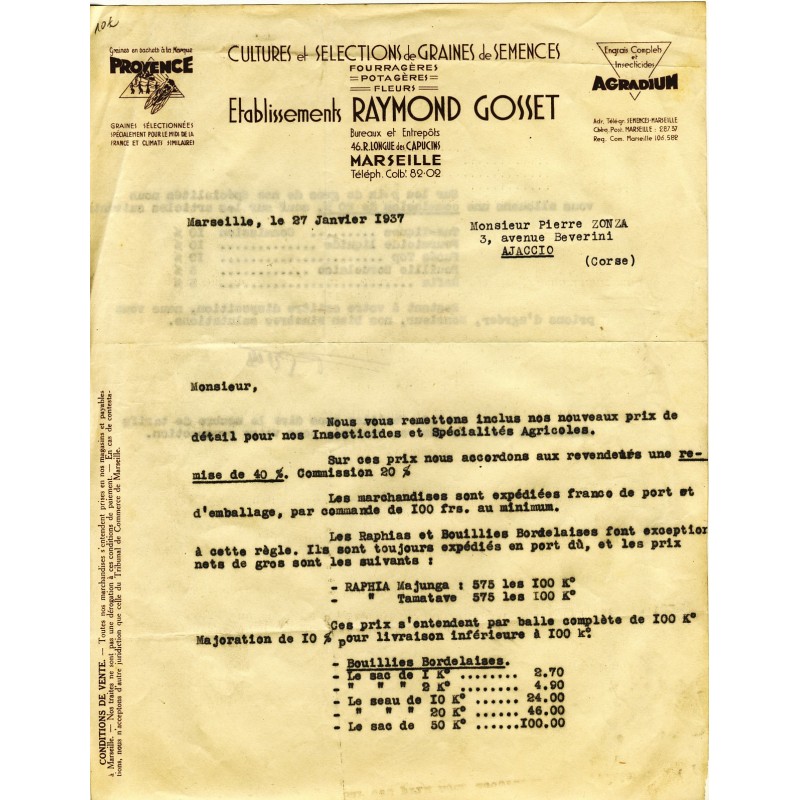 10f
Graines en sachets à la Marque
PROVENCE
GRAINES SÉLECTIONNÉES
SPÉCIALEMENT POUR LE MIDI DE LA
FRANCE ET CLIMATS SIMILAIRES
CULTURES et SÉLECTIONS de GRAINES de SEMENCES
FOURRAGÈRES
POTAGÈRES
FLEURS
Etablissements RAYMOND GOSSET
Bureaux et Entrepôts
46.R.LONGUE des CAPUCINS
MARSEILLE
Téléph. Colb! 82-02
Engrais Complets
et
Insecticides
AGRADIUM
Adr. Télégr. SEMENCES-MARSEILLE
Chère. Post. MARSEILLE : 287.37
Reg. Com. Marseille 106.582
Marseille, le 27 Janvier 1937
Monsieur Pierre ZONZA
3, avenue Beverini
AJACCIO
(Corse)
Monsieur,
Nous vous remettons inclus nos nouveaux prix de
détail pour nos Insecticides et Spécialités Agricoles.
Sur ces prix nous accordons aux revendeurs une re-
mise de 40 %. Commission 20 %
Les marchandises sont expédiées franco de port et
d'emballage, par commande de 100 frs. au minimum.
Les Raphias et Bouillies Bordelaises font exception
à cette règle. Ils sont toujours expédiés en port dû, et les prix
nets de gros sont les suivants :
- RAPHIA Majunga : 575 les 100 K°
- " Tamatave 575 les 100 K°
Ces prix s'entendent par balle complète de 100 K°
Majoration de 10 % pour livraison inférieure à 100 k°.
- Bouillies Bordelaises.
- Le sac de 1 K° ........ 2.70
- " " " 2 K° ........ 4.90
- Le seau de 10 K° ...... 24.00
- " " " 20 K° ...... 46.00
- Le sac de 50 K° ......100.00
CONDITIONS DE VENTE. — Toutes nos marchandises s'entendent prises en nos magasins et payables
à Marseille. — Nos traites ne sont pas une dérogation à ces conditions de paiement. — En cas de contesta-
tions, nous n'acceptons d'autre juridiction que celle du Tribunal de Commerce de Marseille.